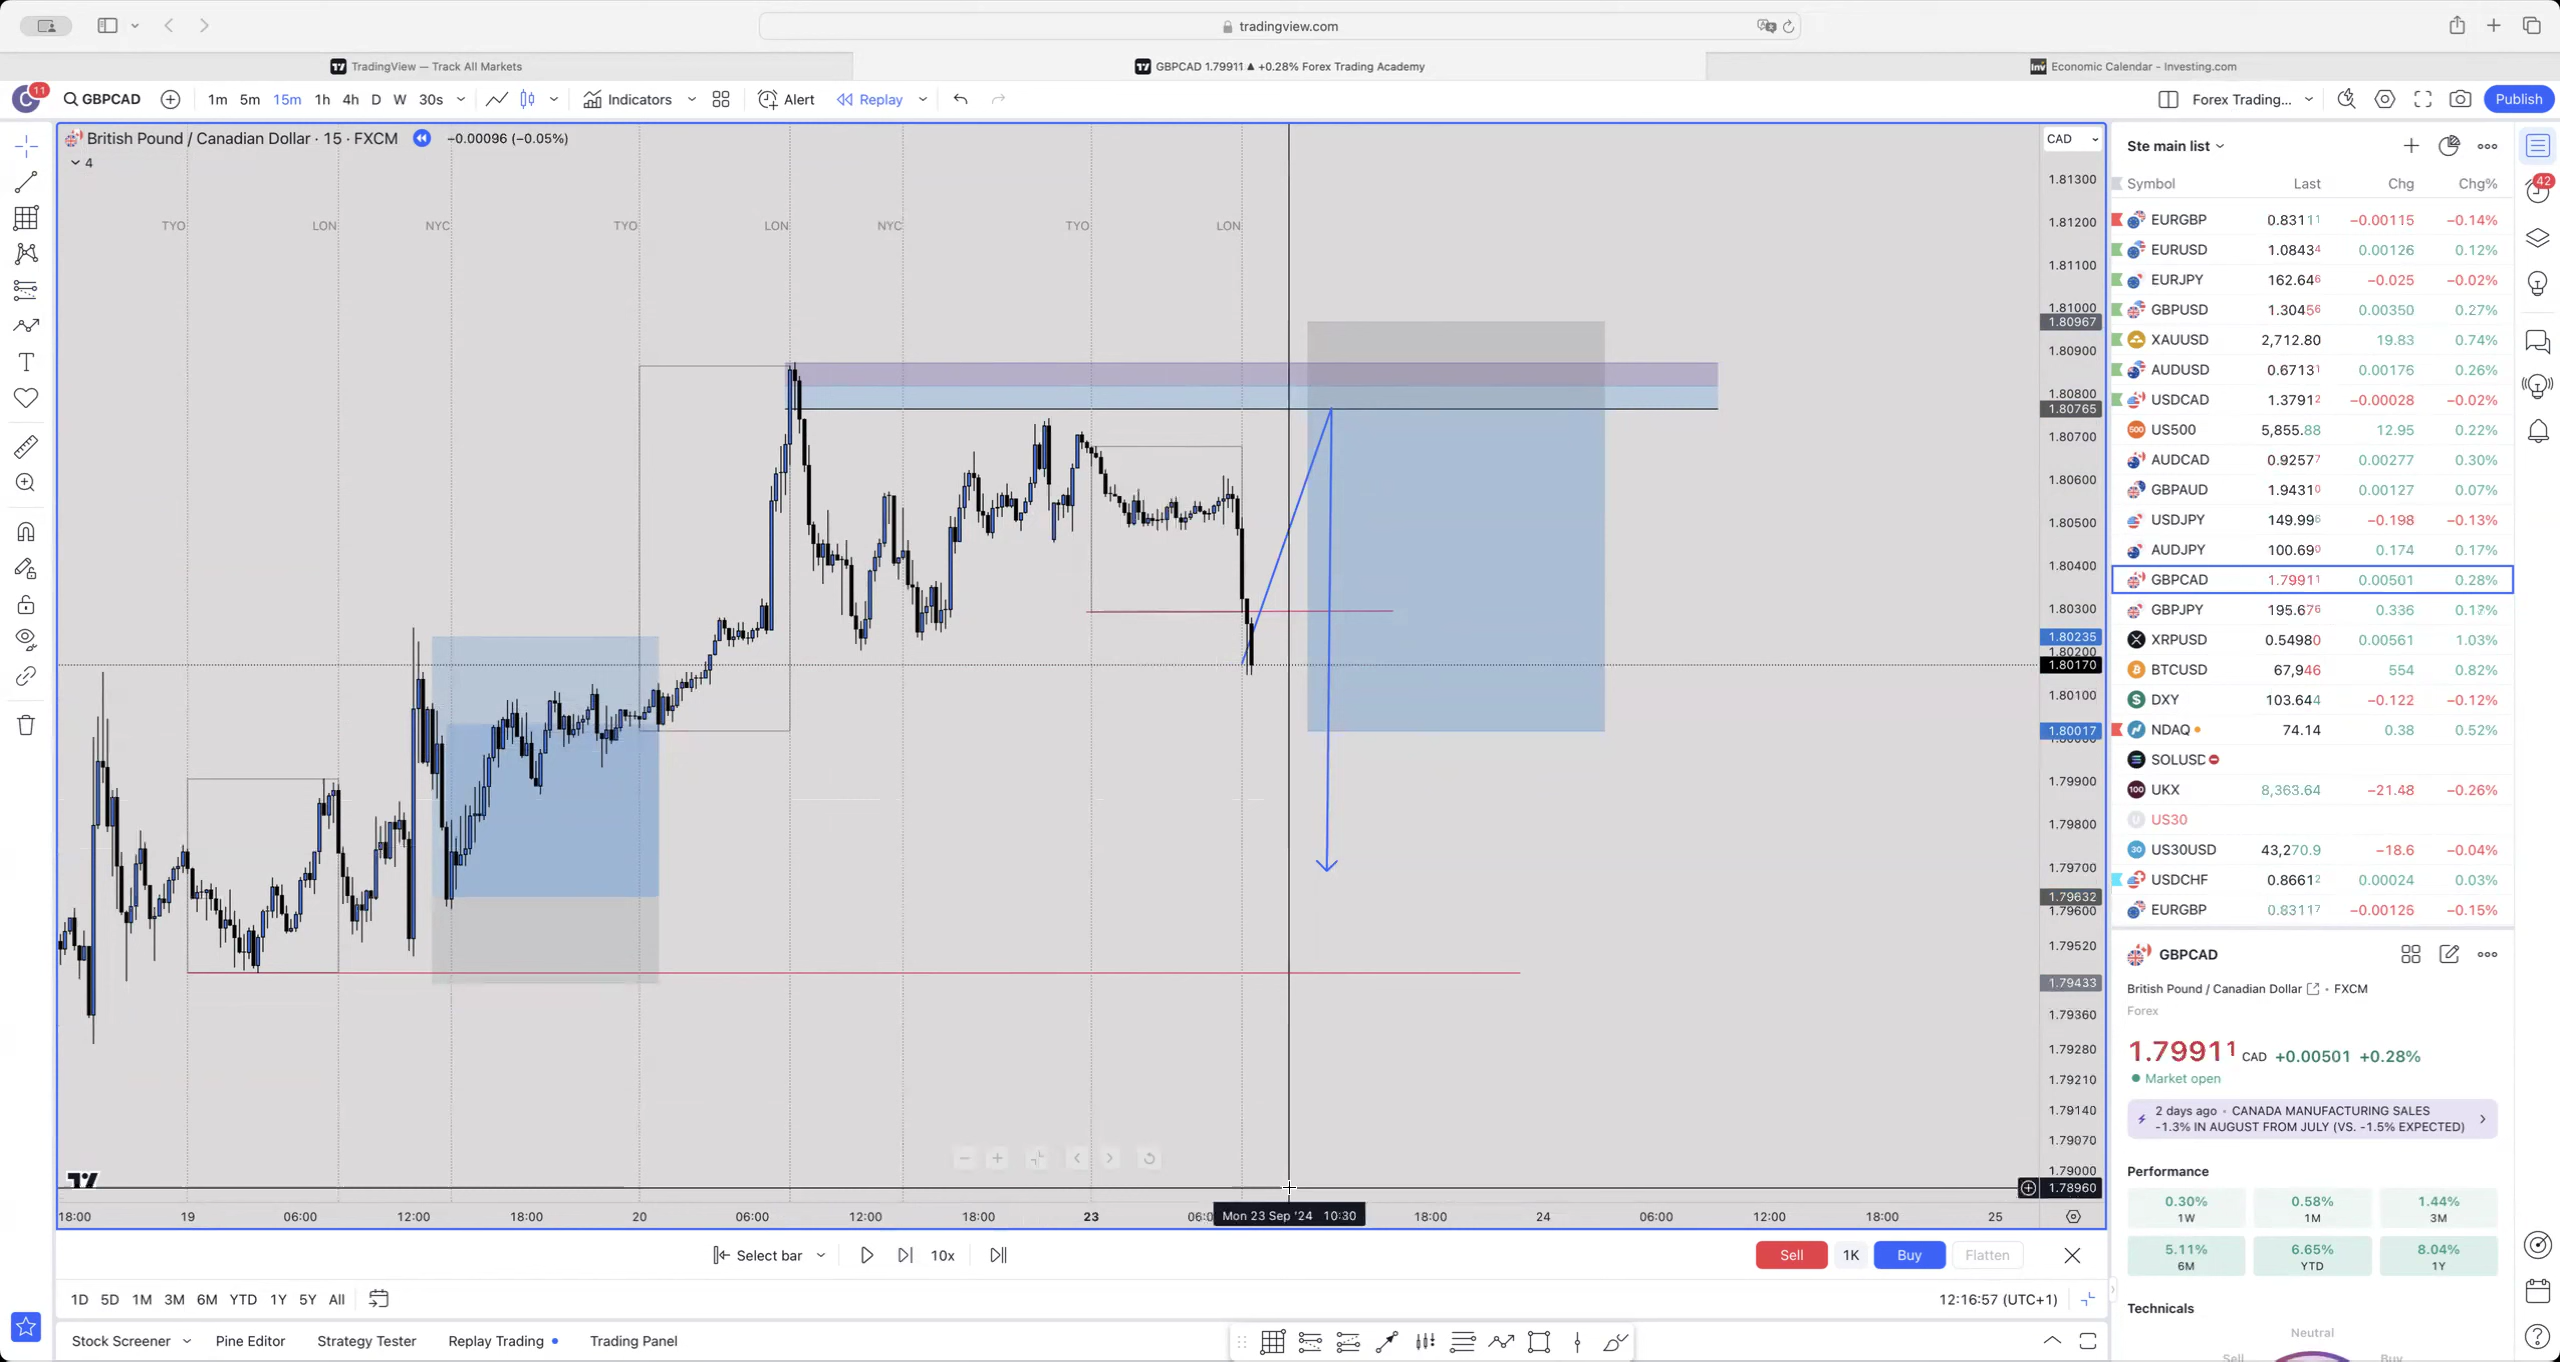 tradingview.com
TradingView — Track All Markets
GBPCAD 1.79911 ▲ +0.28% Forex Trading Academy
Inv Economic Calendar - Investing.com
C 11 GBPCAD 1m 5m 15m 1h 4h D W 30s Indicators Alert Replay Forex Trading... Publish
British Pound / Canadian Dollar · 15 · FXCM −0.00096 (−0.05%)
4
TYO LON NYC TYO LON NYC TYO LON
CAD
1.81300
1.81200
1.81100
1.81000
1.80967
1.80900
1.80800
1.80765
1.80700
1.80600
1.80500
1.80400
1.80300
1.80235
1.80200
1.80170
1.80100
1.80017
1.79900
1.79800
1.79700
1.79632
1.79600
1.79520
1.79433
1.79360
1.79280
1.79210
1.79140
1.79070
1.79000
1.78960
18:00 19 06:00 12:00 18:00 20 06:00 12:00 18:00 23 06:0 Mon 23 Sep '24 10:30 18:00 24 06:00 12:00 18:00 25
Select bar 10x Sell 1K Buy Flatten
1D 5D 1M 3M 6M YTD 1Y 5Y All 12:16:57 (UTC+1)
Stock Screener Pine Editor Strategy Tester Replay Trading Trading Panel
Ste main list
Symbol Last Chg Chg%
EURGBP 0.83111 −0.00115 −0.14%
EURUSD 1.08434 0.00126 0.12%
EURJPY 162.646 −0.025 −0.02%
GBPUSD 1.30456 0.00350 0.27%
XAUUSD 2,712.80 19.83 0.74%
AUDUSD 0.67131 0.00176 0.26%
USDCAD 1.37912 −0.00028 −0.02%
500 US500 5,855.88 12.95 0.22%
AUDCAD 0.92577 0.00277 0.30%
GBPAUD 1.94310 0.00127 0.07%
USDJPY 149.996 −0.198 −0.13%
AUDJPY 100.690 0.174 0.17%
GBPCAD 1.79911 0.00501 0.28%
GBPJPY 195.676 0.336 0.17%
XRPUSD 0.54980 0.00561 1.03%
BTCUSD 67,946 554 0.82%
DXY 103.644 −0.122 −0.12%
NDAQ 74.14 0.38 0.52%
SOLUSD
100 UKX 8,363.64 −21.48 −0.26%
U US30
30 US30USD 43,270.9 −18.6 −0.04%
USDCHF 0.86612 0.00024 0.03%
EURGBP 0.83117 −0.00126 −0.15%
42
GBPCAD
British Pound / Canadian Dollar • FXCM
Forex
1.79911 CAD +0.00501 +0.28%
Market open
2 days ago · CANADA MANUFACTURING SALES
-1.3% IN AUGUST FROM JULY (VS. -1.5% EXPECTED)
Performance
0.30% 0.58% 1.44%
1W 1M 3M
5.11% 6.65% 8.04%
6M YTD 1Y
Technicals
Neutral
Sell Buy